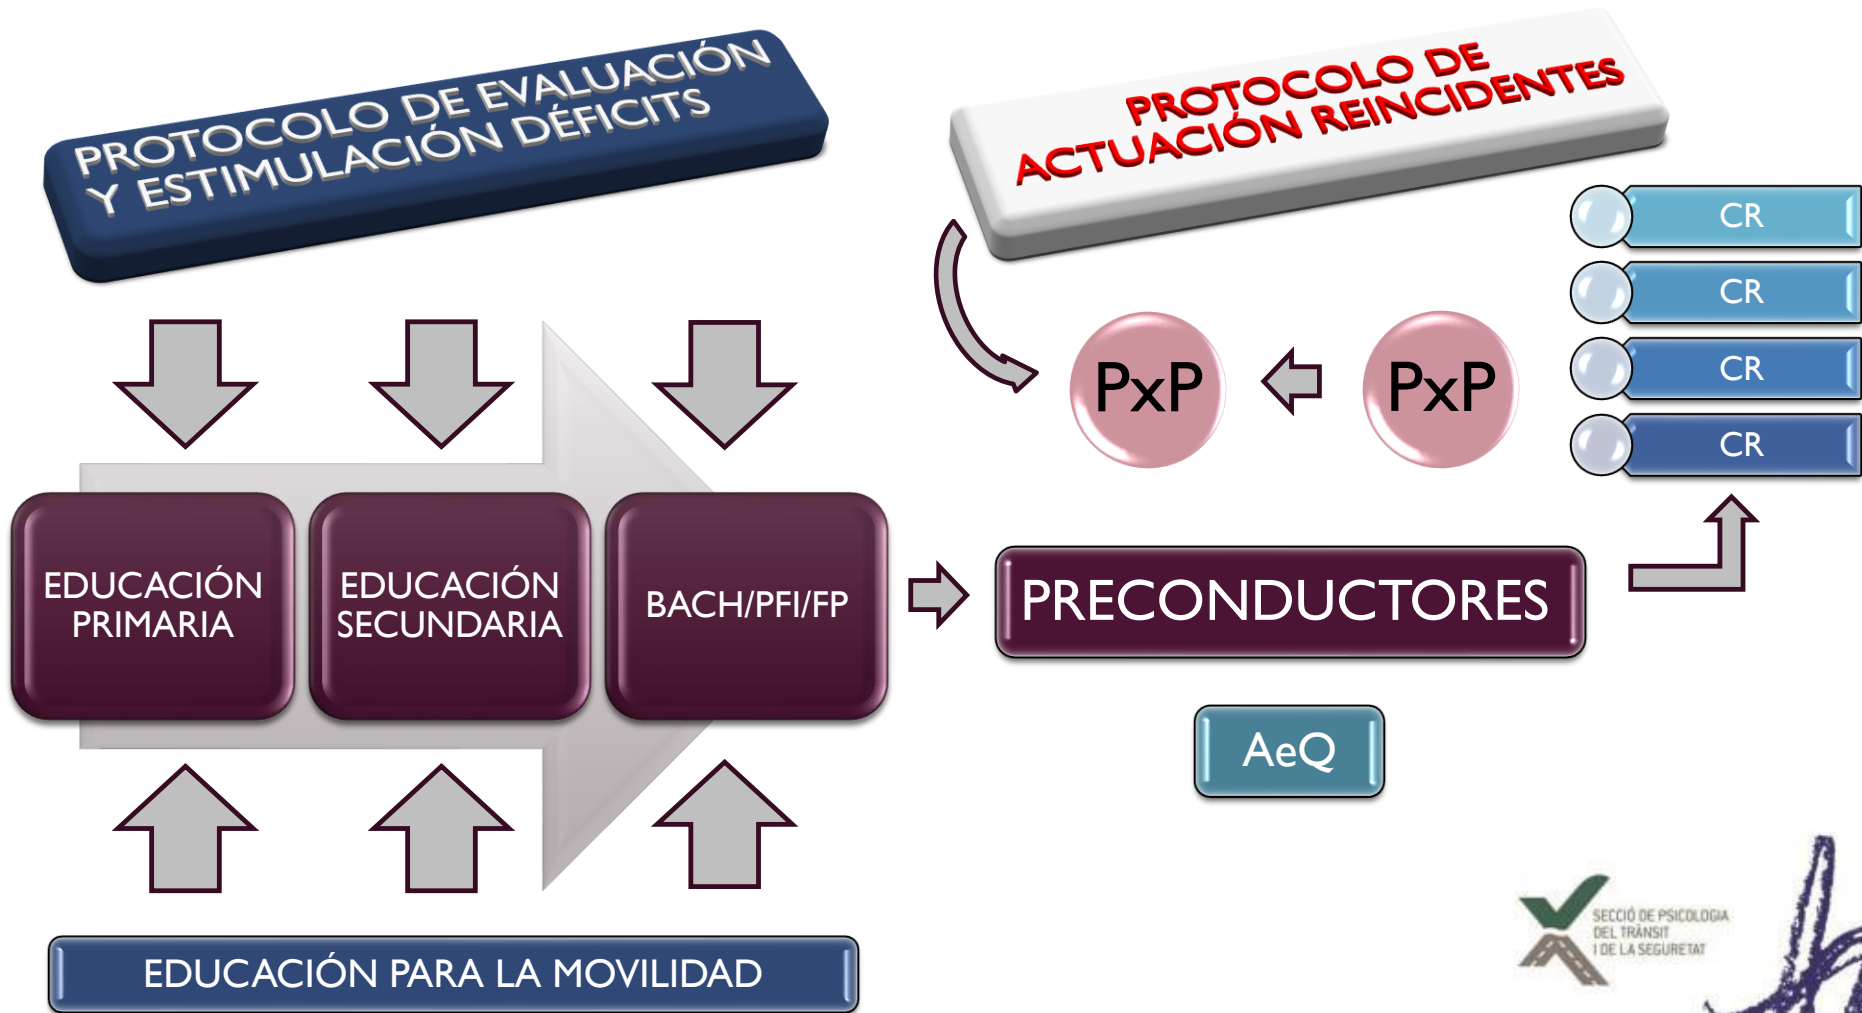 PROTOCOLO DE EVALUACIÓN
Y ESTIMULACIÓN DÉFICITS
PROTOCOLO DE
ACTUACIÓN REINCIDENTES
CR
CR
CR
CR
PxP
PxP
EDUCACIÓN
PRIMARIA
EDUCACIÓN
SECUNDARIA
BACH/PFI/FP
PRECONDUCTORES
AeQ
EDUCACIÓN PARA LA MOVILIDAD
SECCIÓ DE PSICOLOGIA
DEL TRÀNSIT
I DE LA SEGURETAT